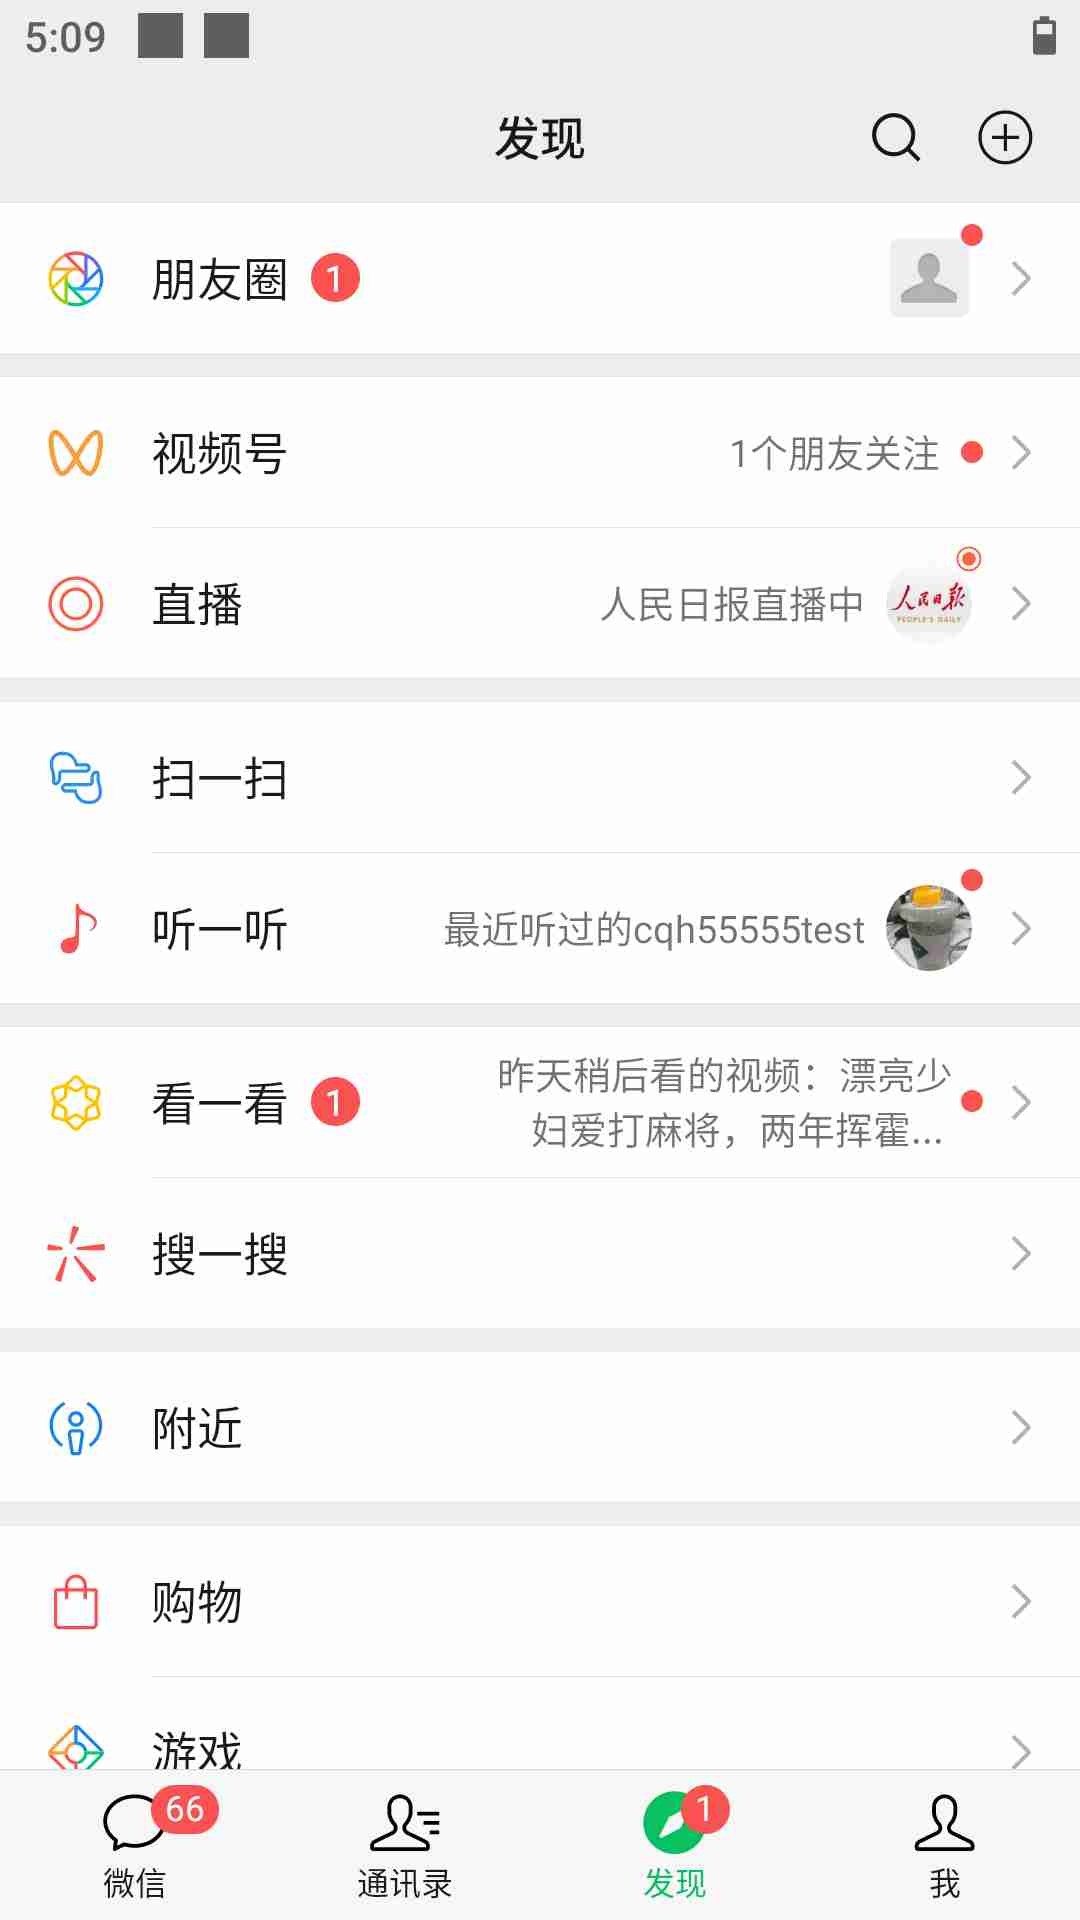 5:09
发现
朋友圈 1
视频号 1个朋友关注
直播 人民日报直播中 人民日报
PEOPLE'S DAILY
扫一扫
听一听 最近听过的cqh55555test
看一看 1 昨天稍后看的视频：漂亮少
妇爱打麻将，两年挥霍...
搜一搜
附近
购物
游戏
66 1
微信 通讯录 发现 我